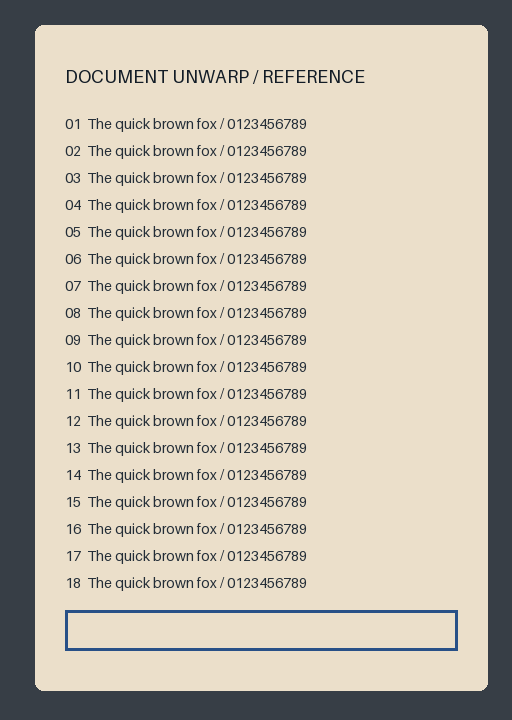 DOCUMENT UNWARP / REFERENCE
01 The quick brown fox / 0123456789
02 The quick brown fox / 0123456789
03 The quick brown fox / 0123456789
04 The quick brown fox / 0123456789
05 The quick brown fox / 0123456789
06 The quick brown fox / 0123456789
07 The quick brown fox / 0123456789
08 The quick brown fox / 0123456789
09 The quick brown fox / 0123456789
10 The quick brown fox / 0123456789
11 The quick brown fox / 0123456789
12 The quick brown fox / 0123456789
13 The quick brown fox / 0123456789
14 The quick brown fox / 0123456789
15 The quick brown fox / 0123456789
16 The quick brown fox / 0123456789
17 The quick brown fox / 0123456789
18 The quick brown fox / 0123456789